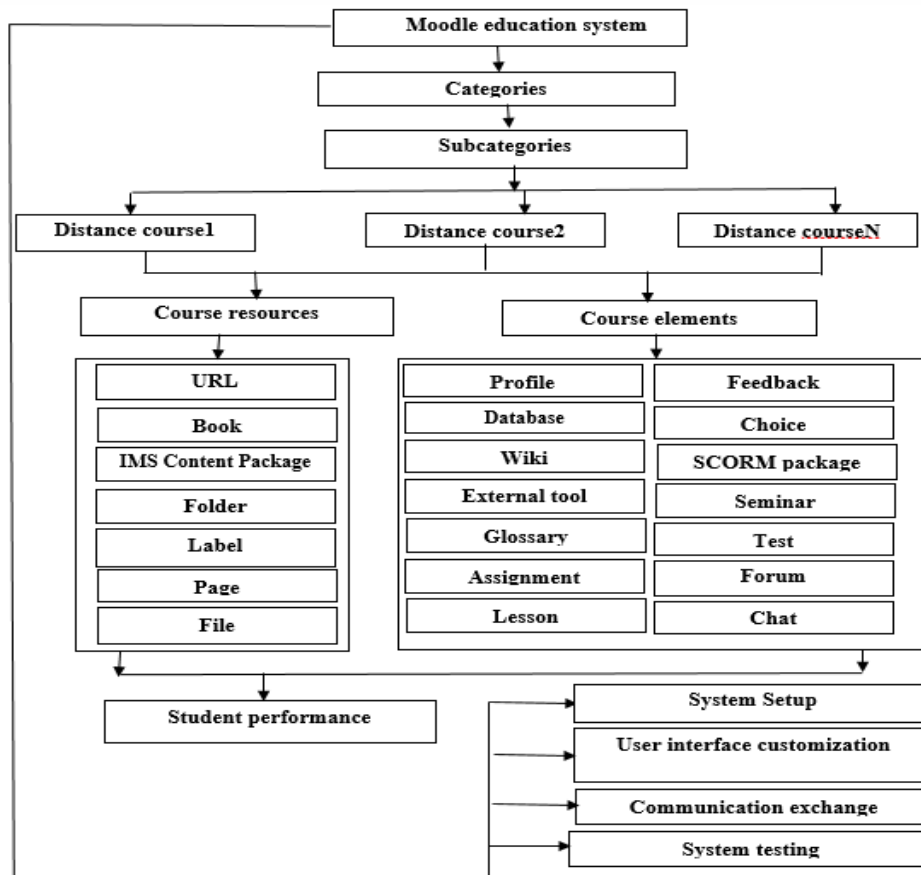 Moodle education system
Categories
Subcategories
Distance course1
Distance course2
Distance courseN
Course resources
Course elements
URL
Book
IMS Content Package
Folder
Label
Page
File
Profile
Database
Wiki
External tool
Glossary
Assignment
Lesson
Feedback
Choice
SCORM package
Seminar
Test
Forum
Chat
Student performance
System Setup
User interface customization
Communication exchange
System testing